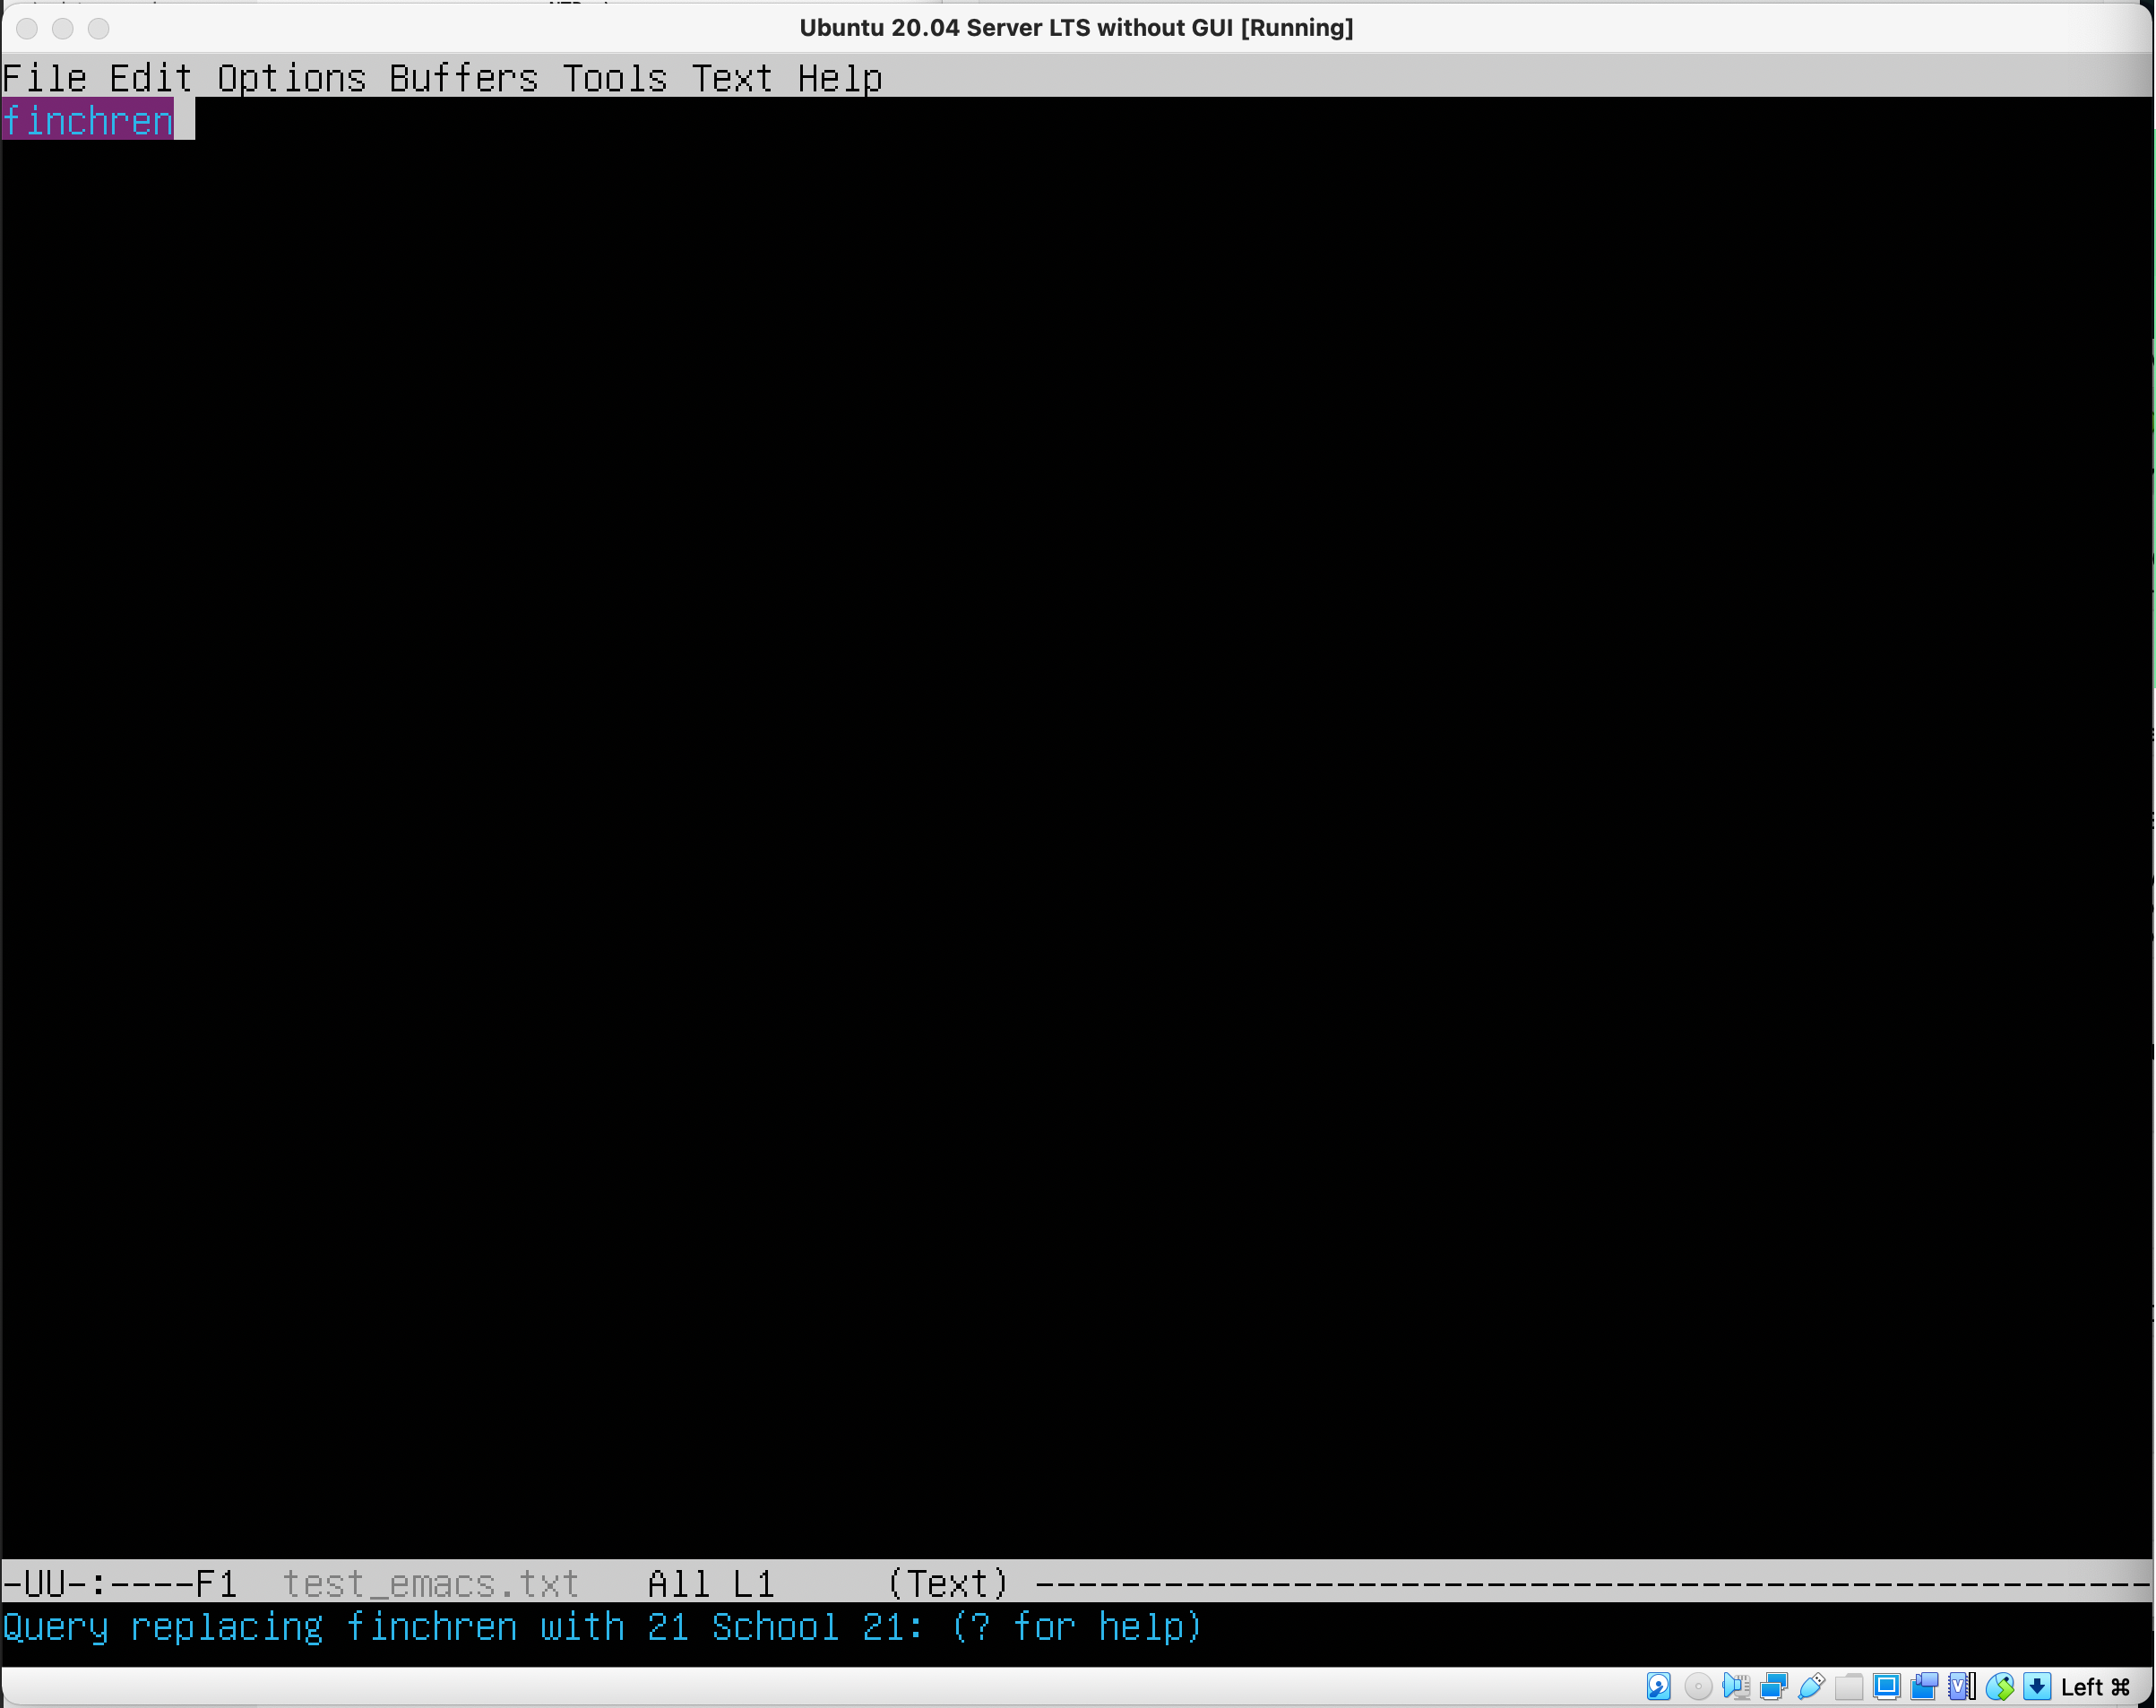 Ubuntu 20.04 Server LTS without GUI [Running]
File Edit Options Buffers Tools Text Help
finchren
-UU-:----F1  test_emacs.txt   All L1     (Text) ----------------------------------------------------
Query replacing finchren with 21 School 21: (? for help)
Left ⌘